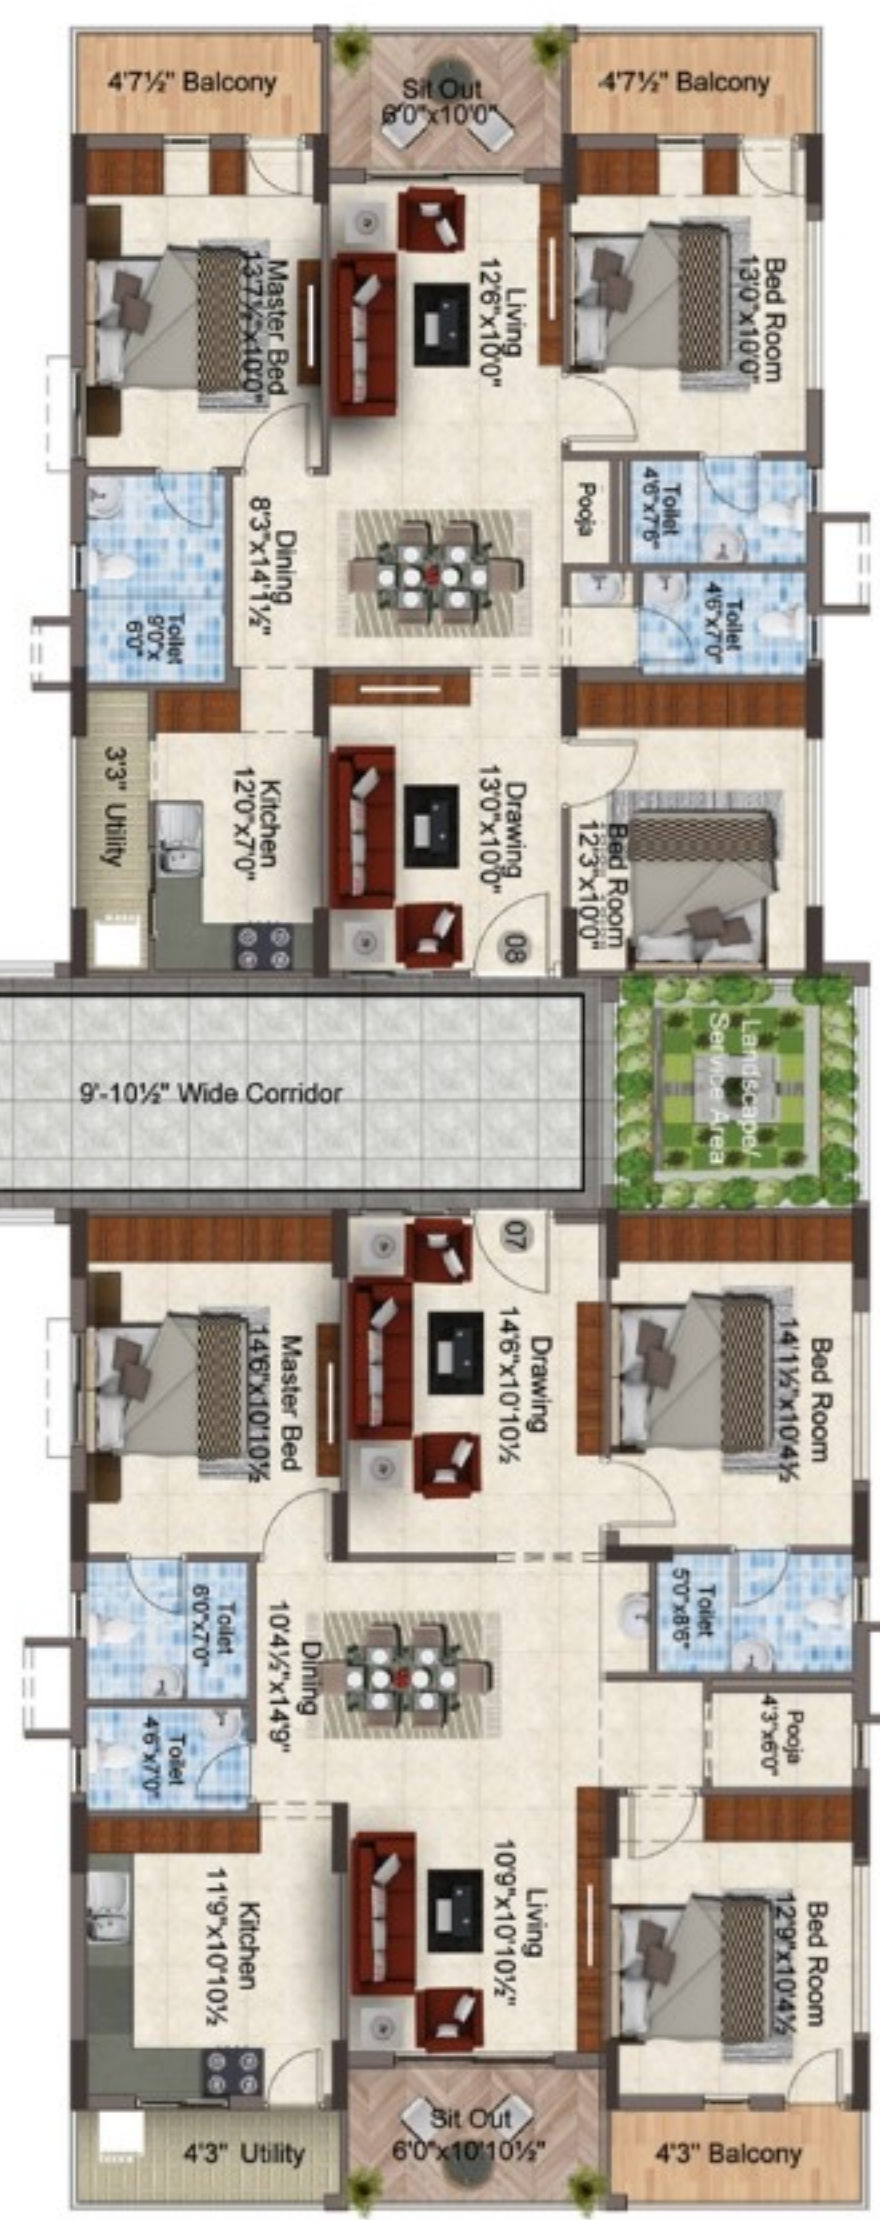 4'7½" Balcony
Sit Out
6'0"x10'0"
4'7½" Balcony
Master Bed
13'7½"x10'0"
Living
12'6"x10'0"
Bed Room
13'0"x10'0"
Dining
8'3"x14'1½"
Pooja
Toilet
4'6"x7'6"
Toilet
4'6"x7'0"
Toilet
9'0"x
6'0"
3'3" Utility
Kitchen
12'0"x7'0"
Drawing
13'0"x10'0"
08
Bed Room
12'3"x10'0"
9'-10½" Wide Corridor
Landscape/
Service Area
07
Master Bed
14'6"x10'10½
Drawing
14'6"x10'10½
Bed Room
14'1½"x10'4½
Toilet
6'0"x7'0"
Dining
10'4½"x14'9"
Toilet
5'0"x8'6"
Toilet
4'6"x7'0"
Pooja
4'3"x6'0"
Kitchen
11'9"x10'10½
Living
10'9"x10'10½"
Bed Room
12'9"x10'4½
4'3" Utility
Sit Out
6'0"x10'10½"
4'3" Balcony